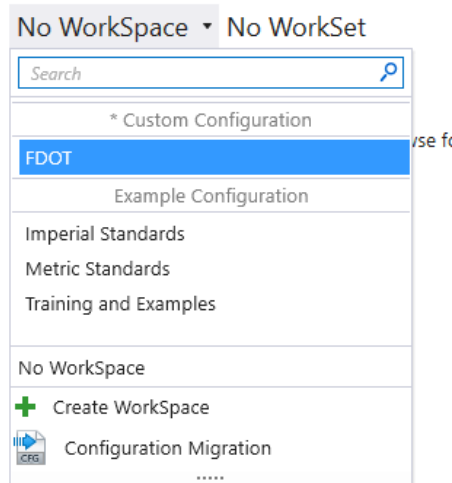 No WorkSpace No WorkSet
Search
* Custom Configuration
FDOT
Example Configuration
Imperial Standards
Metric Standards
Training and Examples
No WorkSpace
Create WorkSpace
CFG Configuration Migration